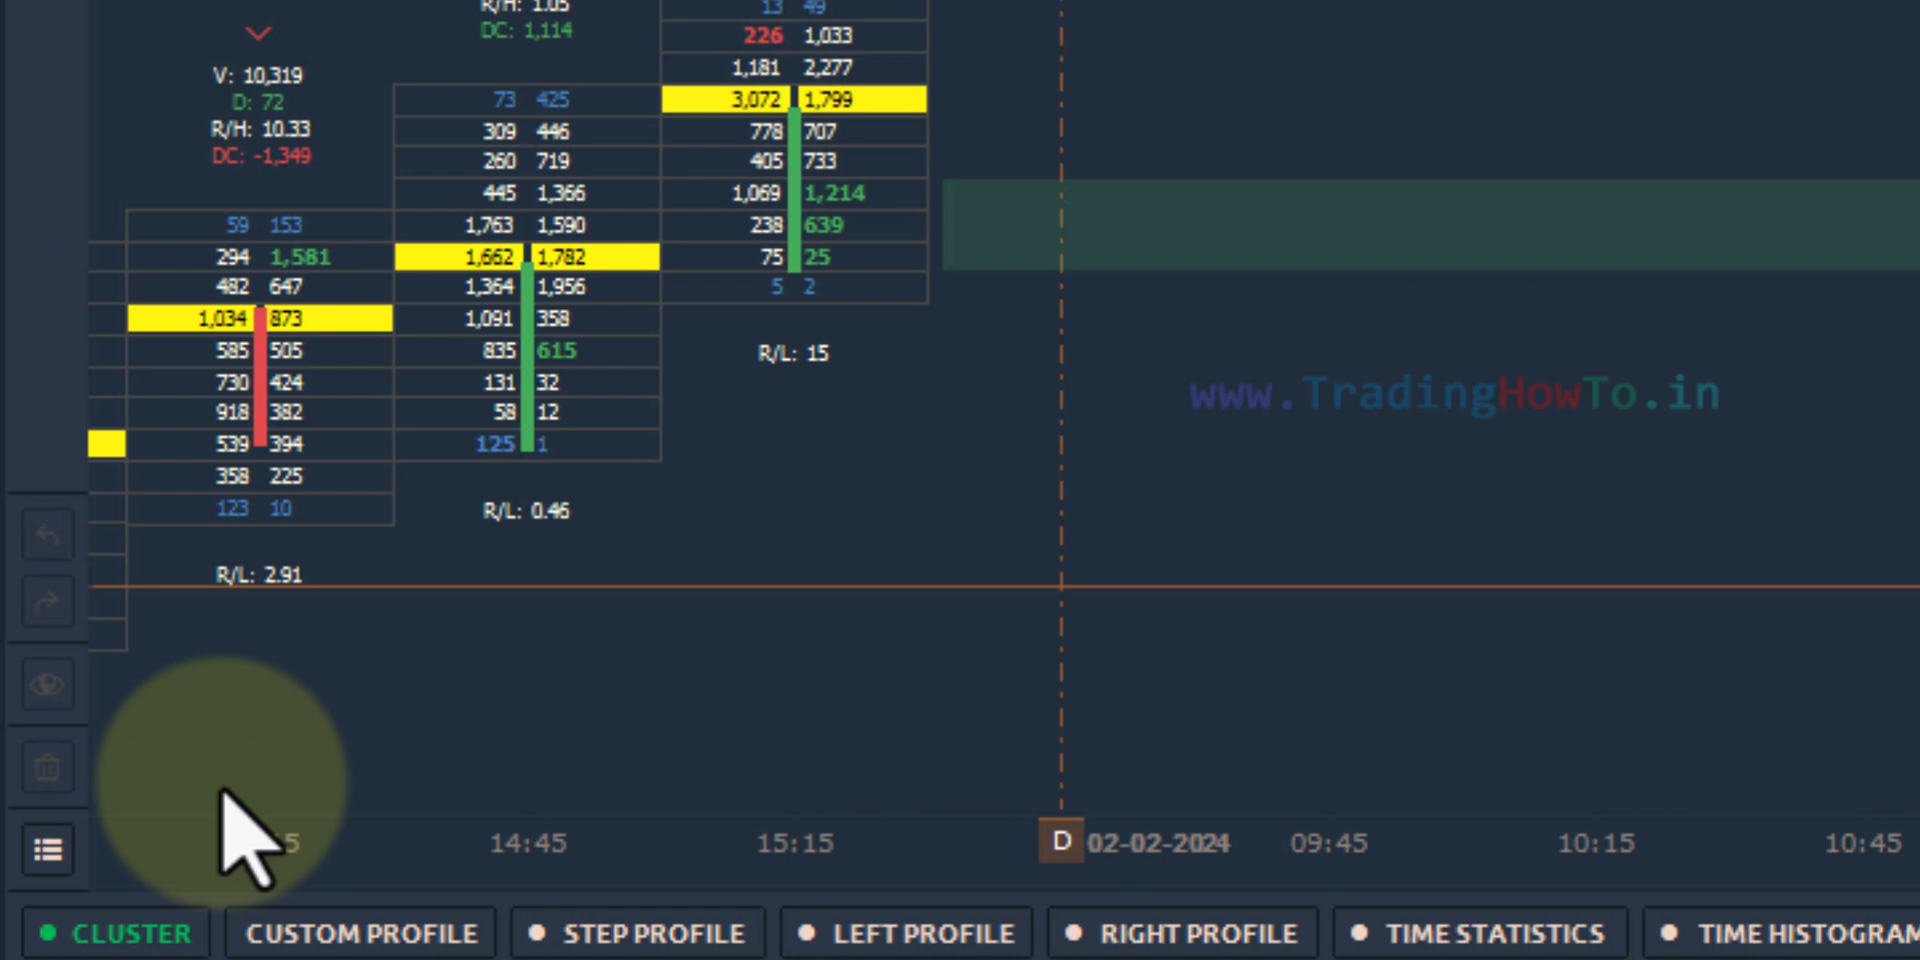 R/H: 1.05
DC: 1,114
13 49
226 1,033
1,181 2,277
V: 10,319
D: 72
R/H: 10.33
DC: -1,349
73 425
3,072 1,799
309 446
778 707
260 719
405 733
445 1,366
1,069 1,214
59 153
1,763 1,590
238 639
294 1,581
1,662 1,782
75 25
482 647
1,364 1,956
5 2
1,034 873
1,091 358
585 505
835 615
R/L: 15
730 424
131 32
918 382
58 12
539 394
125 1
358 225
123 10
R/L: 0.46
R/L: 2.91
www.TradingHowTo.in
14:45
15:15
D 02-02-2024
09:45
10:15
10:45
CLUSTER
CUSTOM PROFILE
STEP PROFILE
LEFT PROFILE
RIGHT PROFILE
TIME STATISTICS
TIME HISTOGRAM